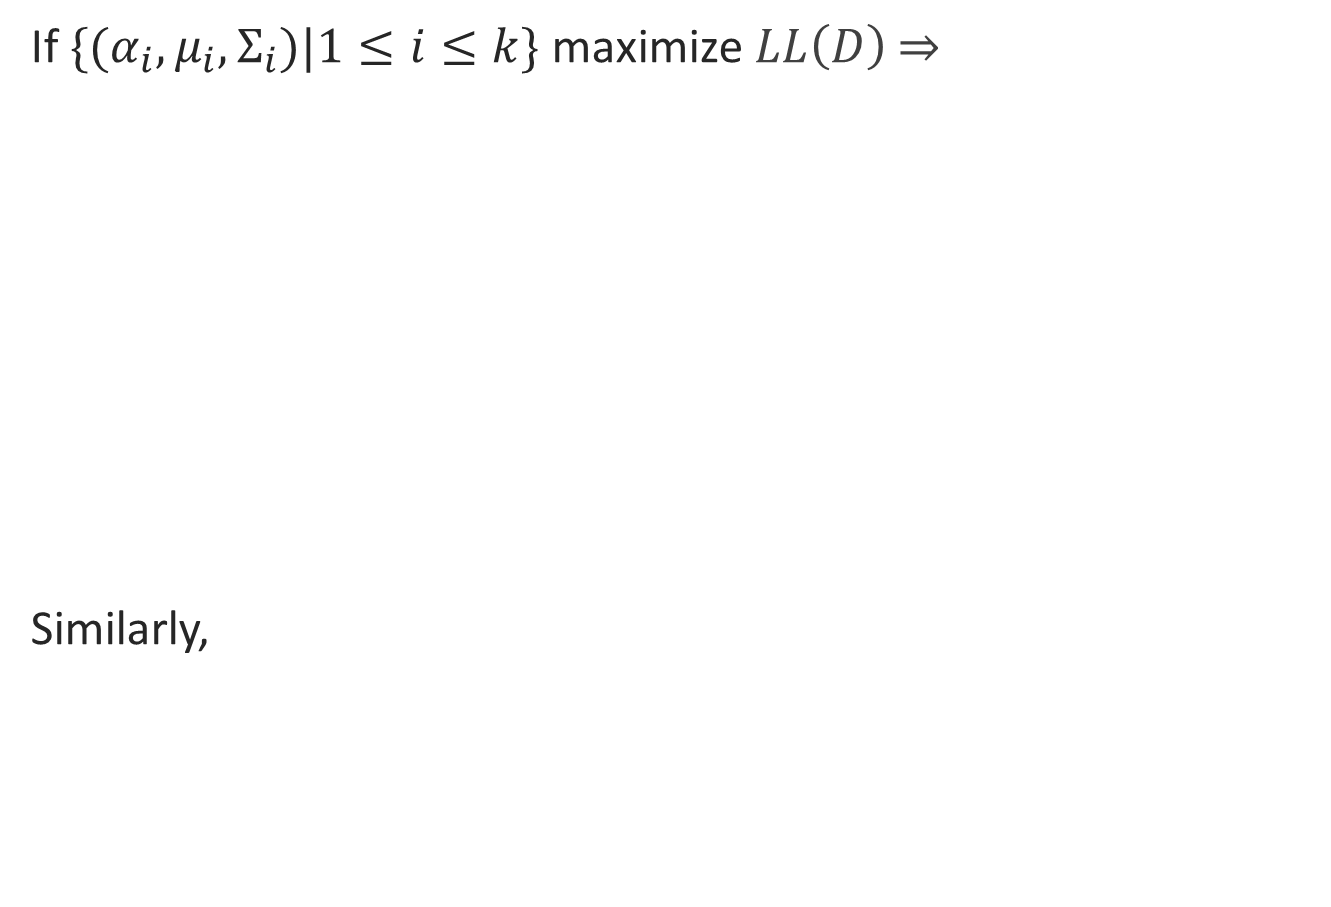 If {(αᵢ, μᵢ, Σᵢ)|1 ≤ i ≤ k} maximize LL(D) ⇒
Similarly,